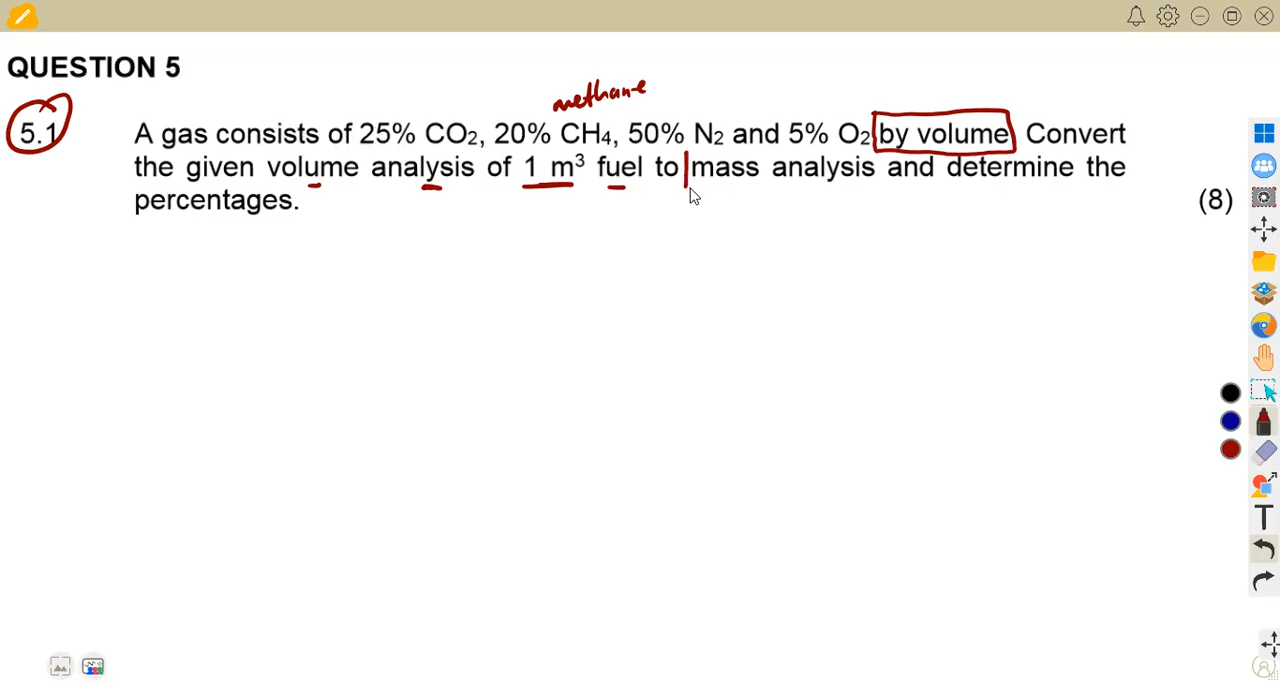 QUESTION 5
methane
5.1 A gas consists of 25% CO₂, 20% CH₄, 50% N₂ and 5% O₂ by volume. Convert
the given volume analysis of 1 m³ fuel to mass analysis and determine the
percentages. (8)
T